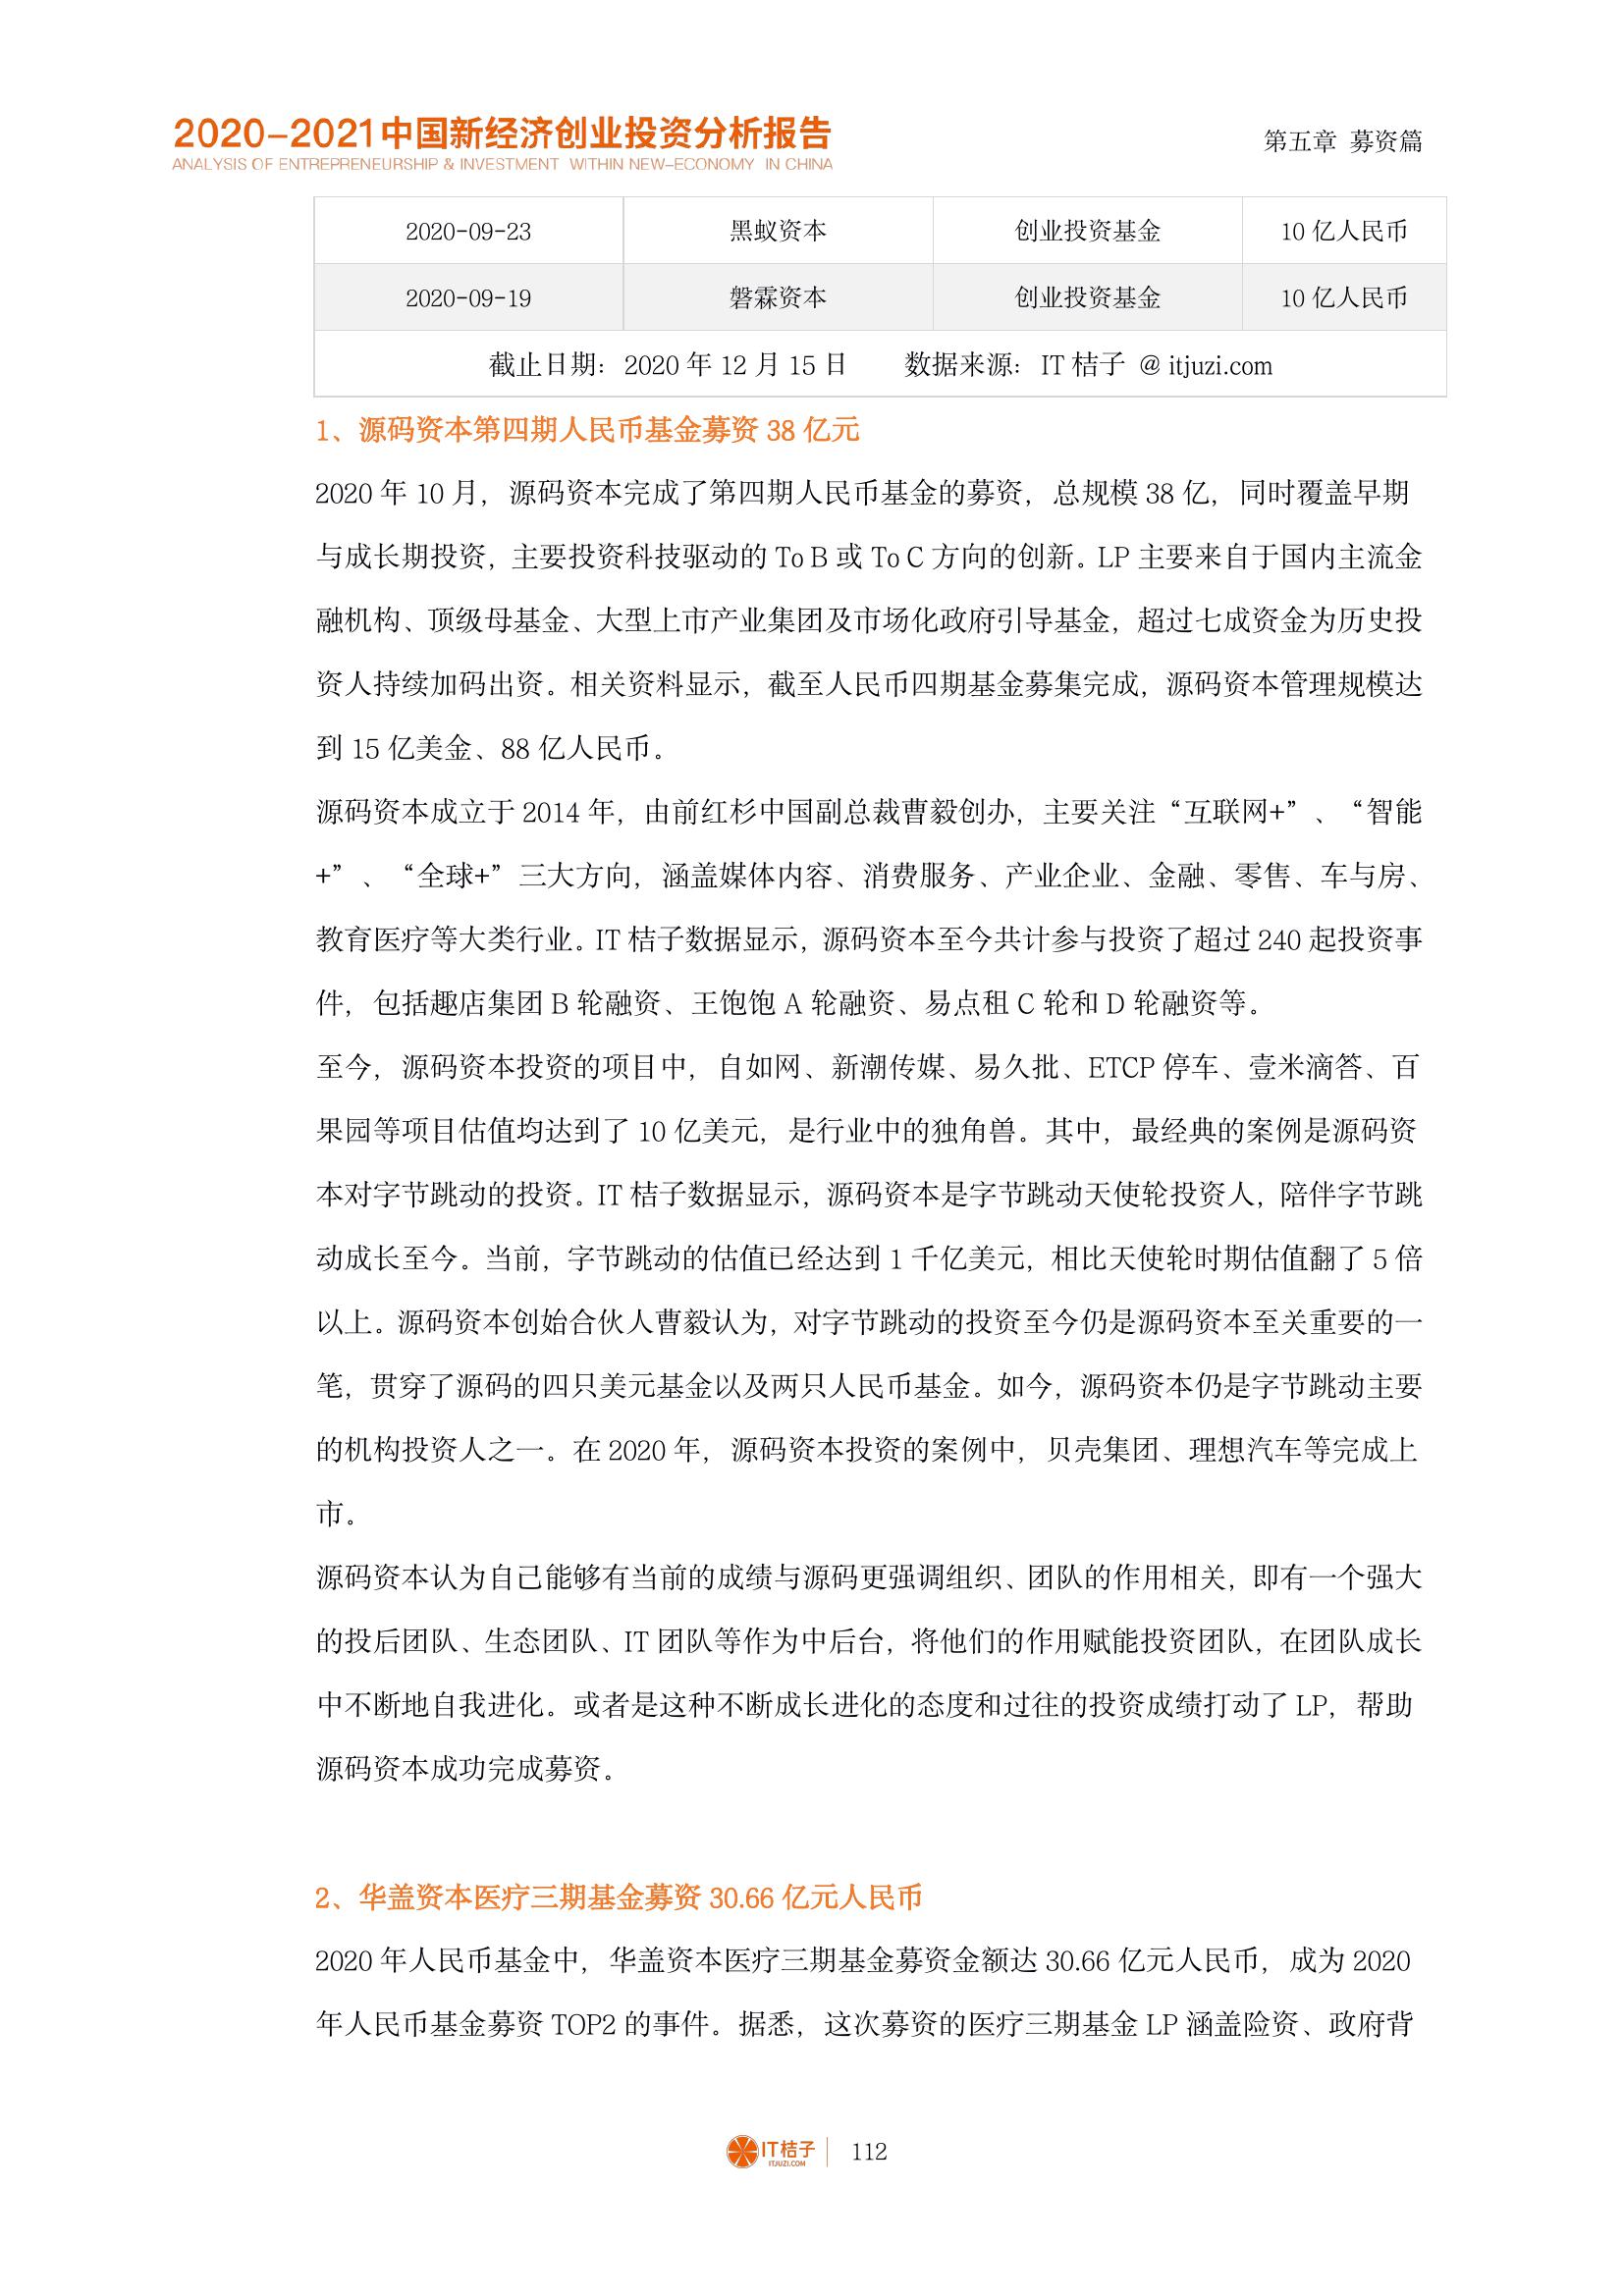 2020-2021中国新经济创业投资分析报告
ANALYSIS OF ENTREPRENEURSHIP & INVESTMENT WITHIN NEW-ECONOMY IN CHINA
第五章 募资篇
2020-09-23 黑蚁资本 创业投资基金 10 亿人民币
2020-09-19 磐霖资本 创业投资基金 10 亿人民币
截止日期：2020 年 12 月 15 日 数据来源：IT 桔子 @ itjuzi.com
1、源码资本第四期人民币基金募资 38 亿元
2020 年 10 月，源码资本完成了第四期人民币基金的募资，总规模 38 亿，同时覆盖早期
与成长期投资，主要投资科技驱动的 To B 或 To C 方向的创新。LP 主要来自于国内主流金
融机构、顶级母基金、大型上市产业集团及市场化政府引导基金，超过七成资金为历史投
资人持续加码出资。相关资料显示，截至人民币四期基金募集完成，源码资本管理规模达
到 15 亿美金、88 亿人民币。
源码资本成立于 2014 年，由前红杉中国副总裁曹毅创办，主要关注“互联网+”、“智能
+”、“全球+”三大方向，涵盖媒体内容、消费服务、产业企业、金融、零售、车与房、
教育医疗等大类行业。IT 桔子数据显示，源码资本至今共计参与投资了超过 240 起投资事
件，包括趣店集团 B 轮融资、王饱饱 A 轮融资、易点租 C 轮和 D 轮融资等。
至今，源码资本投资的项目中，自如网、新潮传媒、易久批、ETCP 停车、壹米滴答、百
果园等项目估值均达到了 10 亿美元，是行业中的独角兽。其中，最经典的案例是源码资
本对字节跳动的投资。IT 桔子数据显示，源码资本是字节跳动天使轮投资人，陪伴字节跳
动成长至今。当前，字节跳动的估值已经达到 1 千亿美元，相比天使轮时期估值翻了 5 倍
以上。源码资本创始合伙人曹毅认为，对字节跳动的投资至今仍是源码资本至关重要的一
笔，贯穿了源码的四只美元基金以及两只人民币基金。如今，源码资本仍是字节跳动主要
的机构投资人之一。在 2020 年，源码资本投资的案例中，贝壳集团、理想汽车等完成上
市。
源码资本认为自己能够有当前的成绩与源码更强调组织、团队的作用相关，即有一个强大
的投后团队、生态团队、IT 团队等作为中后台，将他们的作用赋能投资团队，在团队成长
中不断地自我进化。或者是这种不断成长进化的态度和过往的投资成绩打动了 LP，帮助
源码资本成功完成募资。
2、华盖资本医疗三期基金募资 30.66 亿元人民币
2020 年人民币基金中，华盖资本医疗三期基金募资金额达 30.66 亿元人民币，成为 2020
年人民币基金募资 TOP2 的事件。据悉，这次募资的医疗三期基金 LP 涵盖险资、政府背
IT桔子
ITJUZI.COM
112